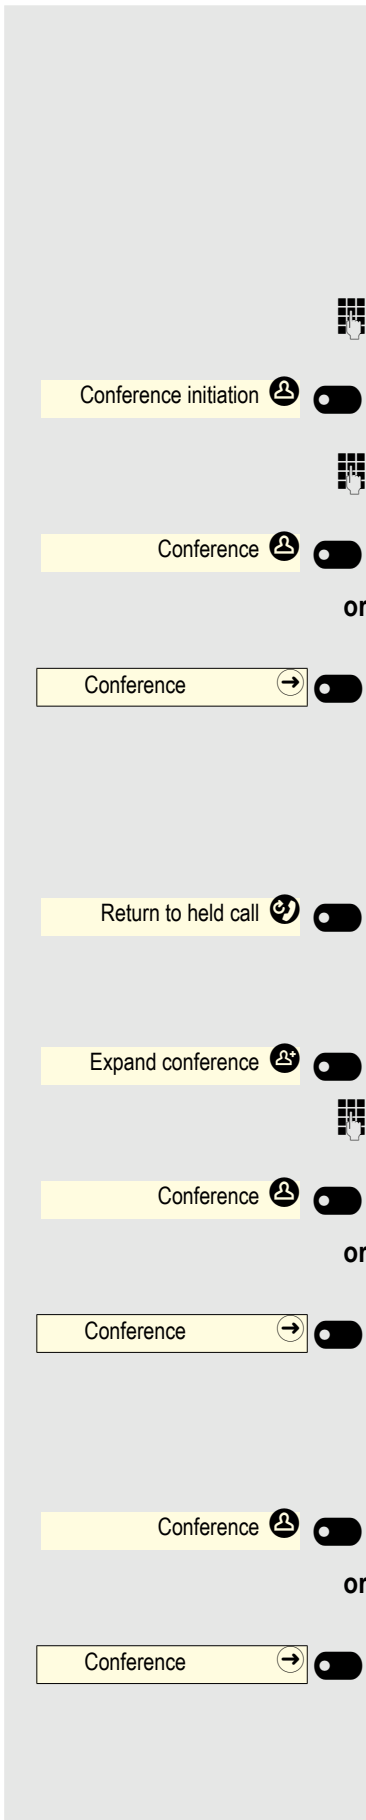 Conference initiation
Conference
or
Conference
Return to held call
Expand conference
Conference
or
Conference
Conference
or
Conference